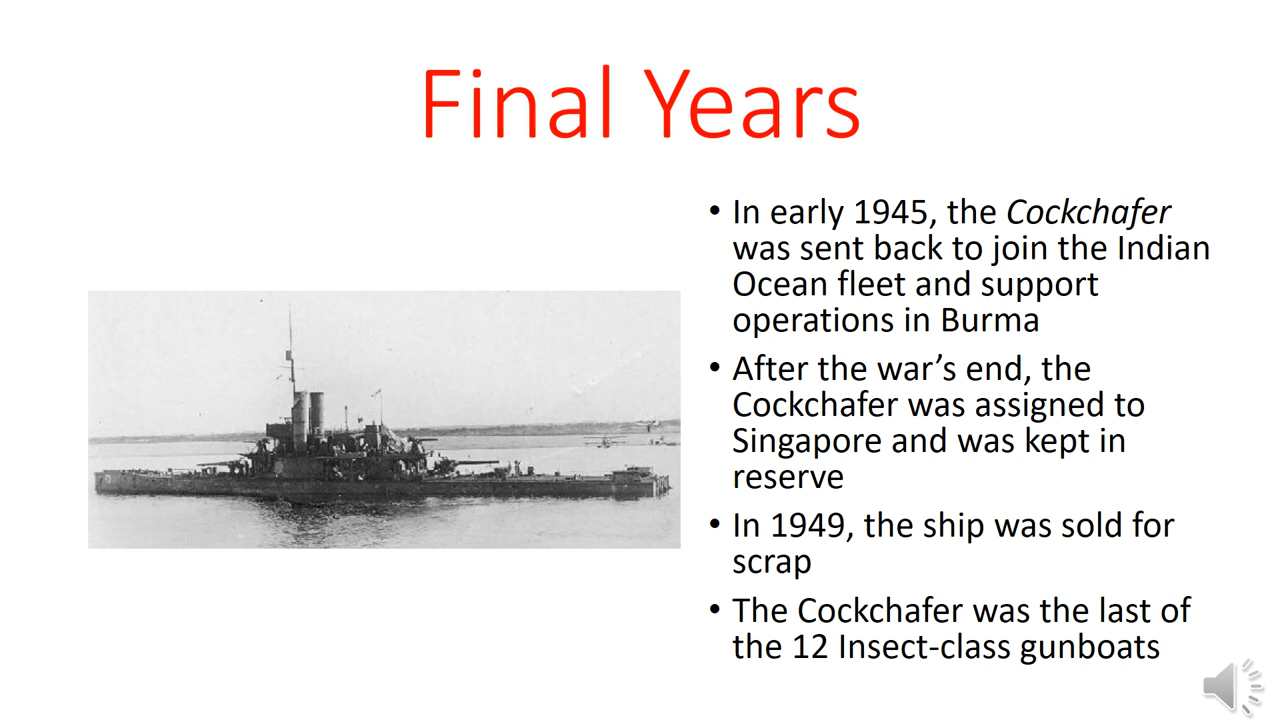 Final Years
• In early 1945, the Cockchafer
was sent back to join the Indian
Ocean fleet and support
operations in Burma
• After the war’s end, the
Cockchafer was assigned to
Singapore and was kept in
reserve
• In 1949, the ship was sold for
scrap
• The Cockchafer was the last of
the 12 Insect-class gunboats